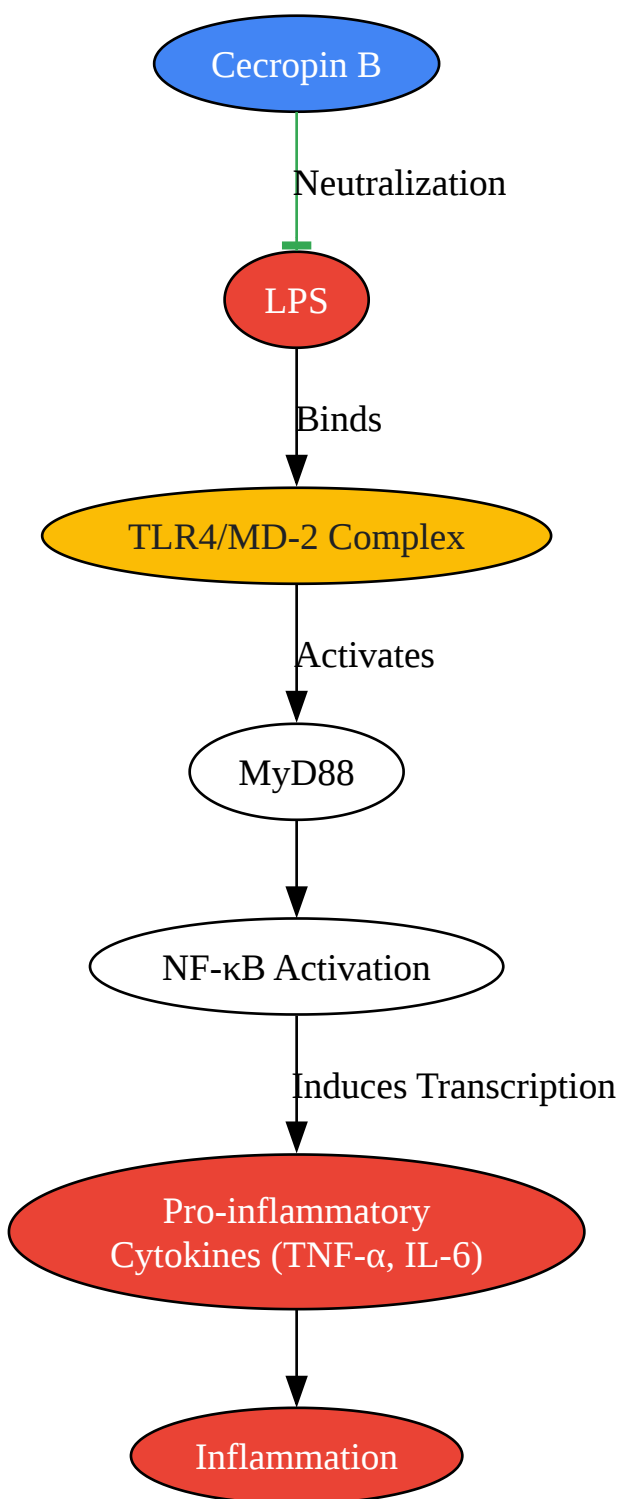 Cecropin B
Neutralization
LPS
Binds
TLR4/MD-2 Complex
Activates
MyD88
NF-κB Activation
Induces Transcription
Pro-inflammatory
Cytokines (TNF-α, IL-6)
Inflammation